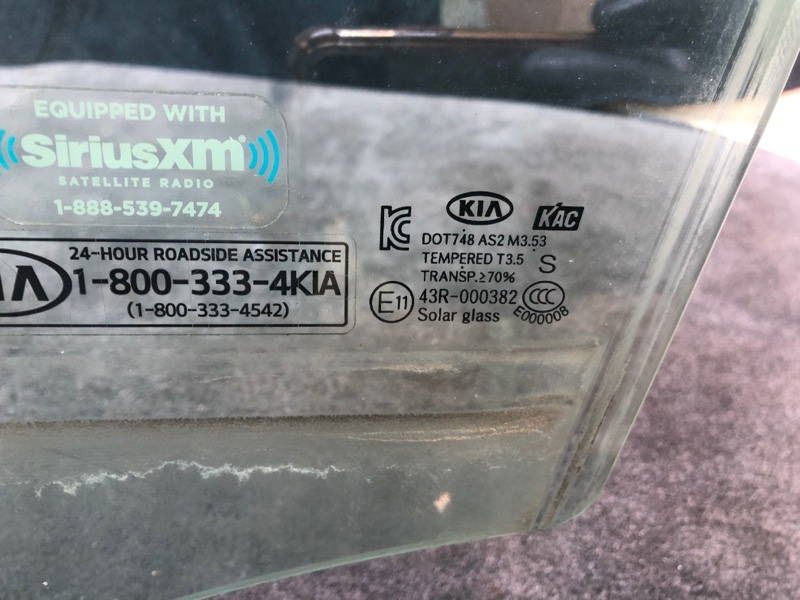 EQUIPPED WITH
SiriusXM
SATELLITE RADIO
1-888-539-7474
24-HOUR ROADSIDE ASSISTANCE
1-800-333-4KIA
(1-800-333-4542)
KIA
KAC
DOT748 AS2 M3.53
TEMPERED T3.5 S
TRANSP.≥70%
E11 43R-000382 CCC
Solar glass E000008